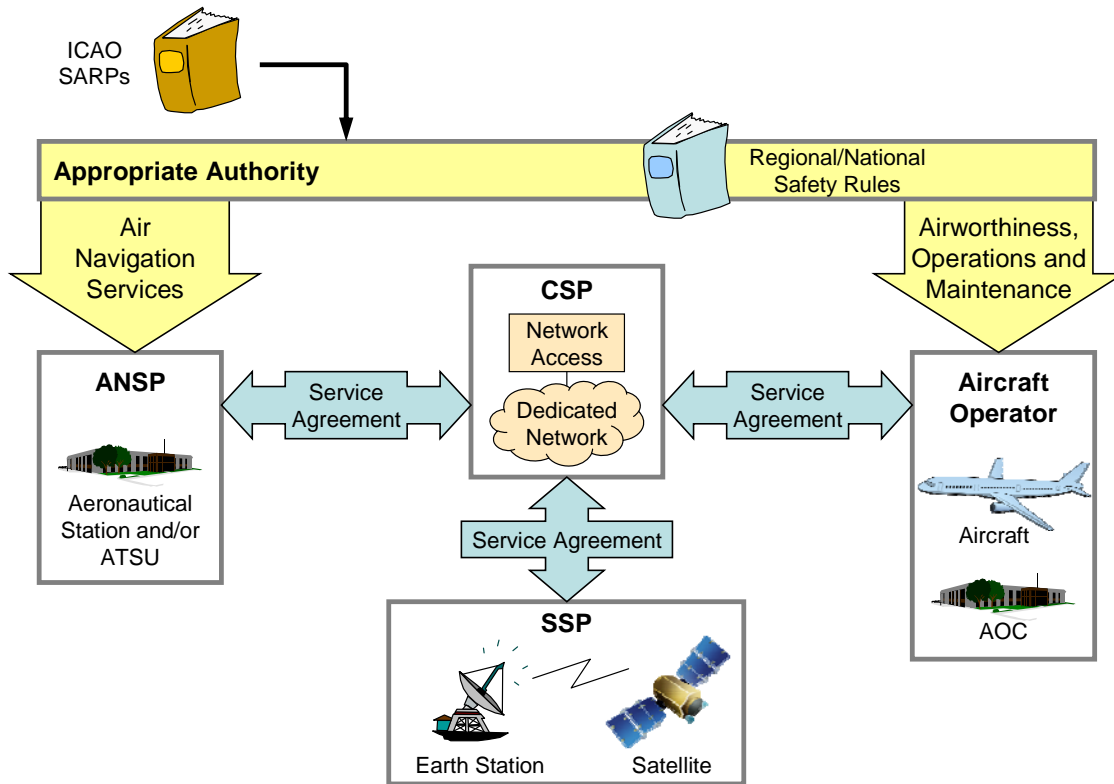 ICAO
SARPs
Appropriate Authority
Regional/National
Safety Rules
Air
Navigation
Services
Airworthiness,
Operations and
Maintenance
CSP
Network
Access
Dedicated
Network
ANSP
Aeronautical
Station and/or
ATSU
Service
Agreement
Service
Agreement
Aircraft
Operator
Aircraft
AOC
Service Agreement
SSP
Earth Station
Satellite